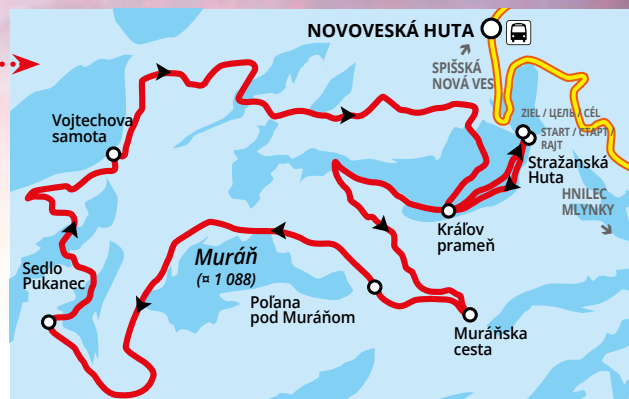 NOVOVESKÁ HUTA
SPIŠSKÁ
NOVÁ VES
ZIEL / ЦЕЛЬ / CÉL
START / СТАРТ /
RAJT
Stražanská
Huta
HNILEC
MLYNKY
Vojtechova
samota
Kráľov
prameň
Muráň
(¤ 1 088)
Sedlo
Pukanec
Poľana
pod Muráňom
Muráňska
cesta